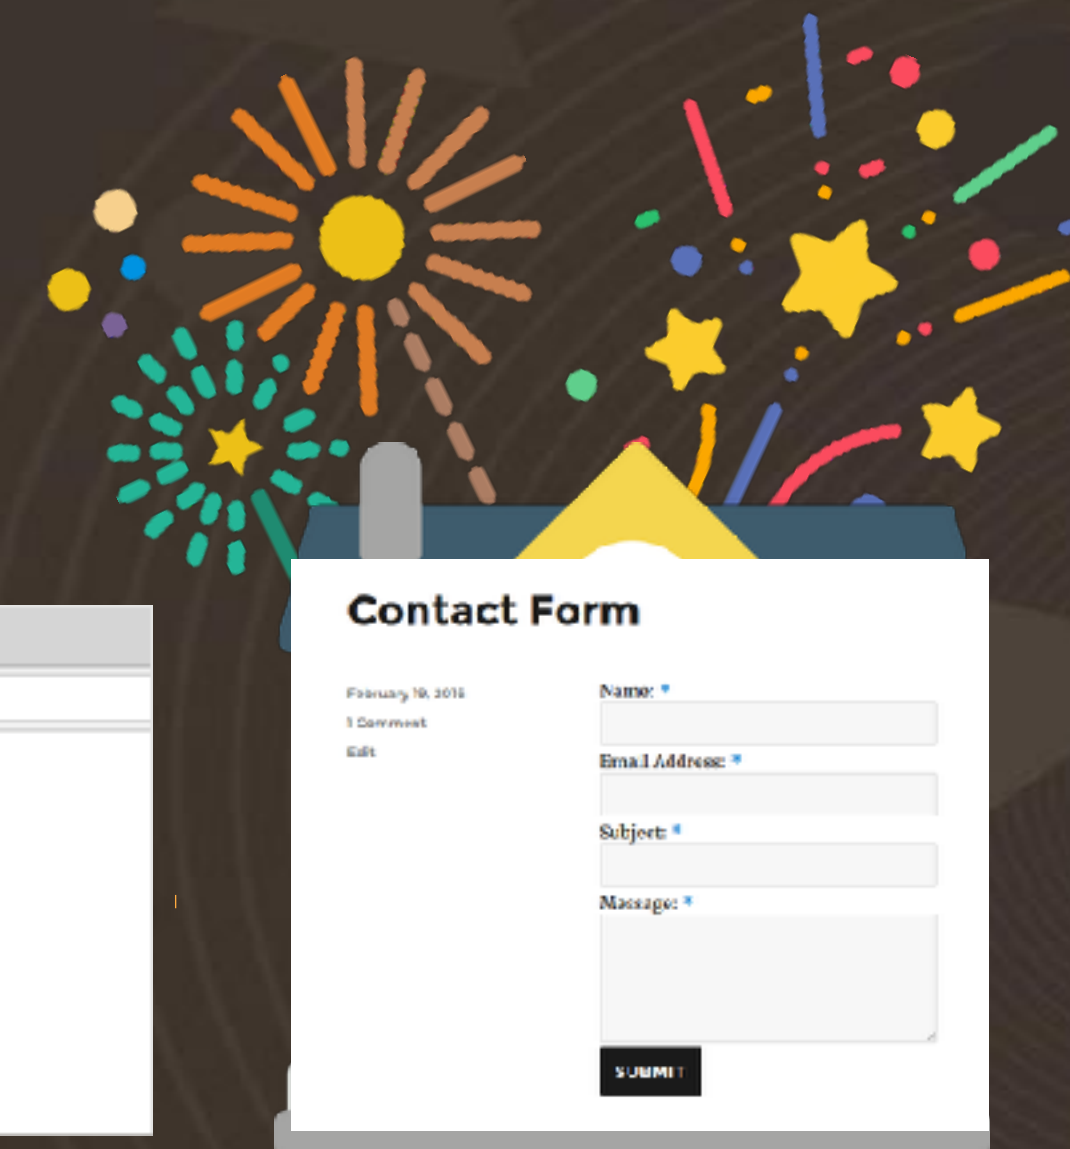 Contact Form
February 19, 2016
1 Comment
Edit
Name: *
Email Address: *
Subject: *
Message: *
SUBMIT